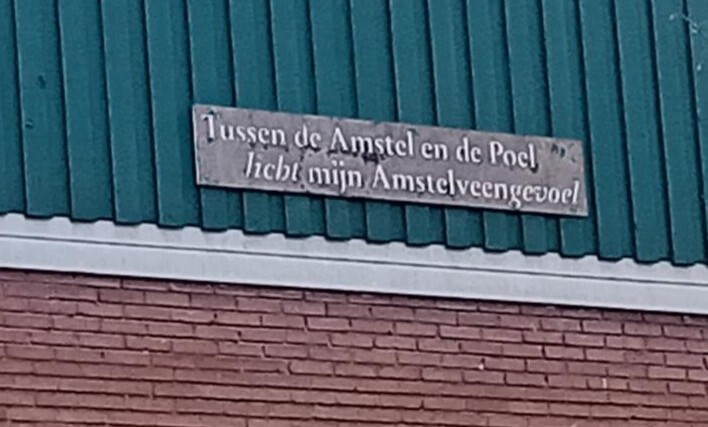 Tussen de Amstel en de Poel
licht mijn Amstelveengevoel